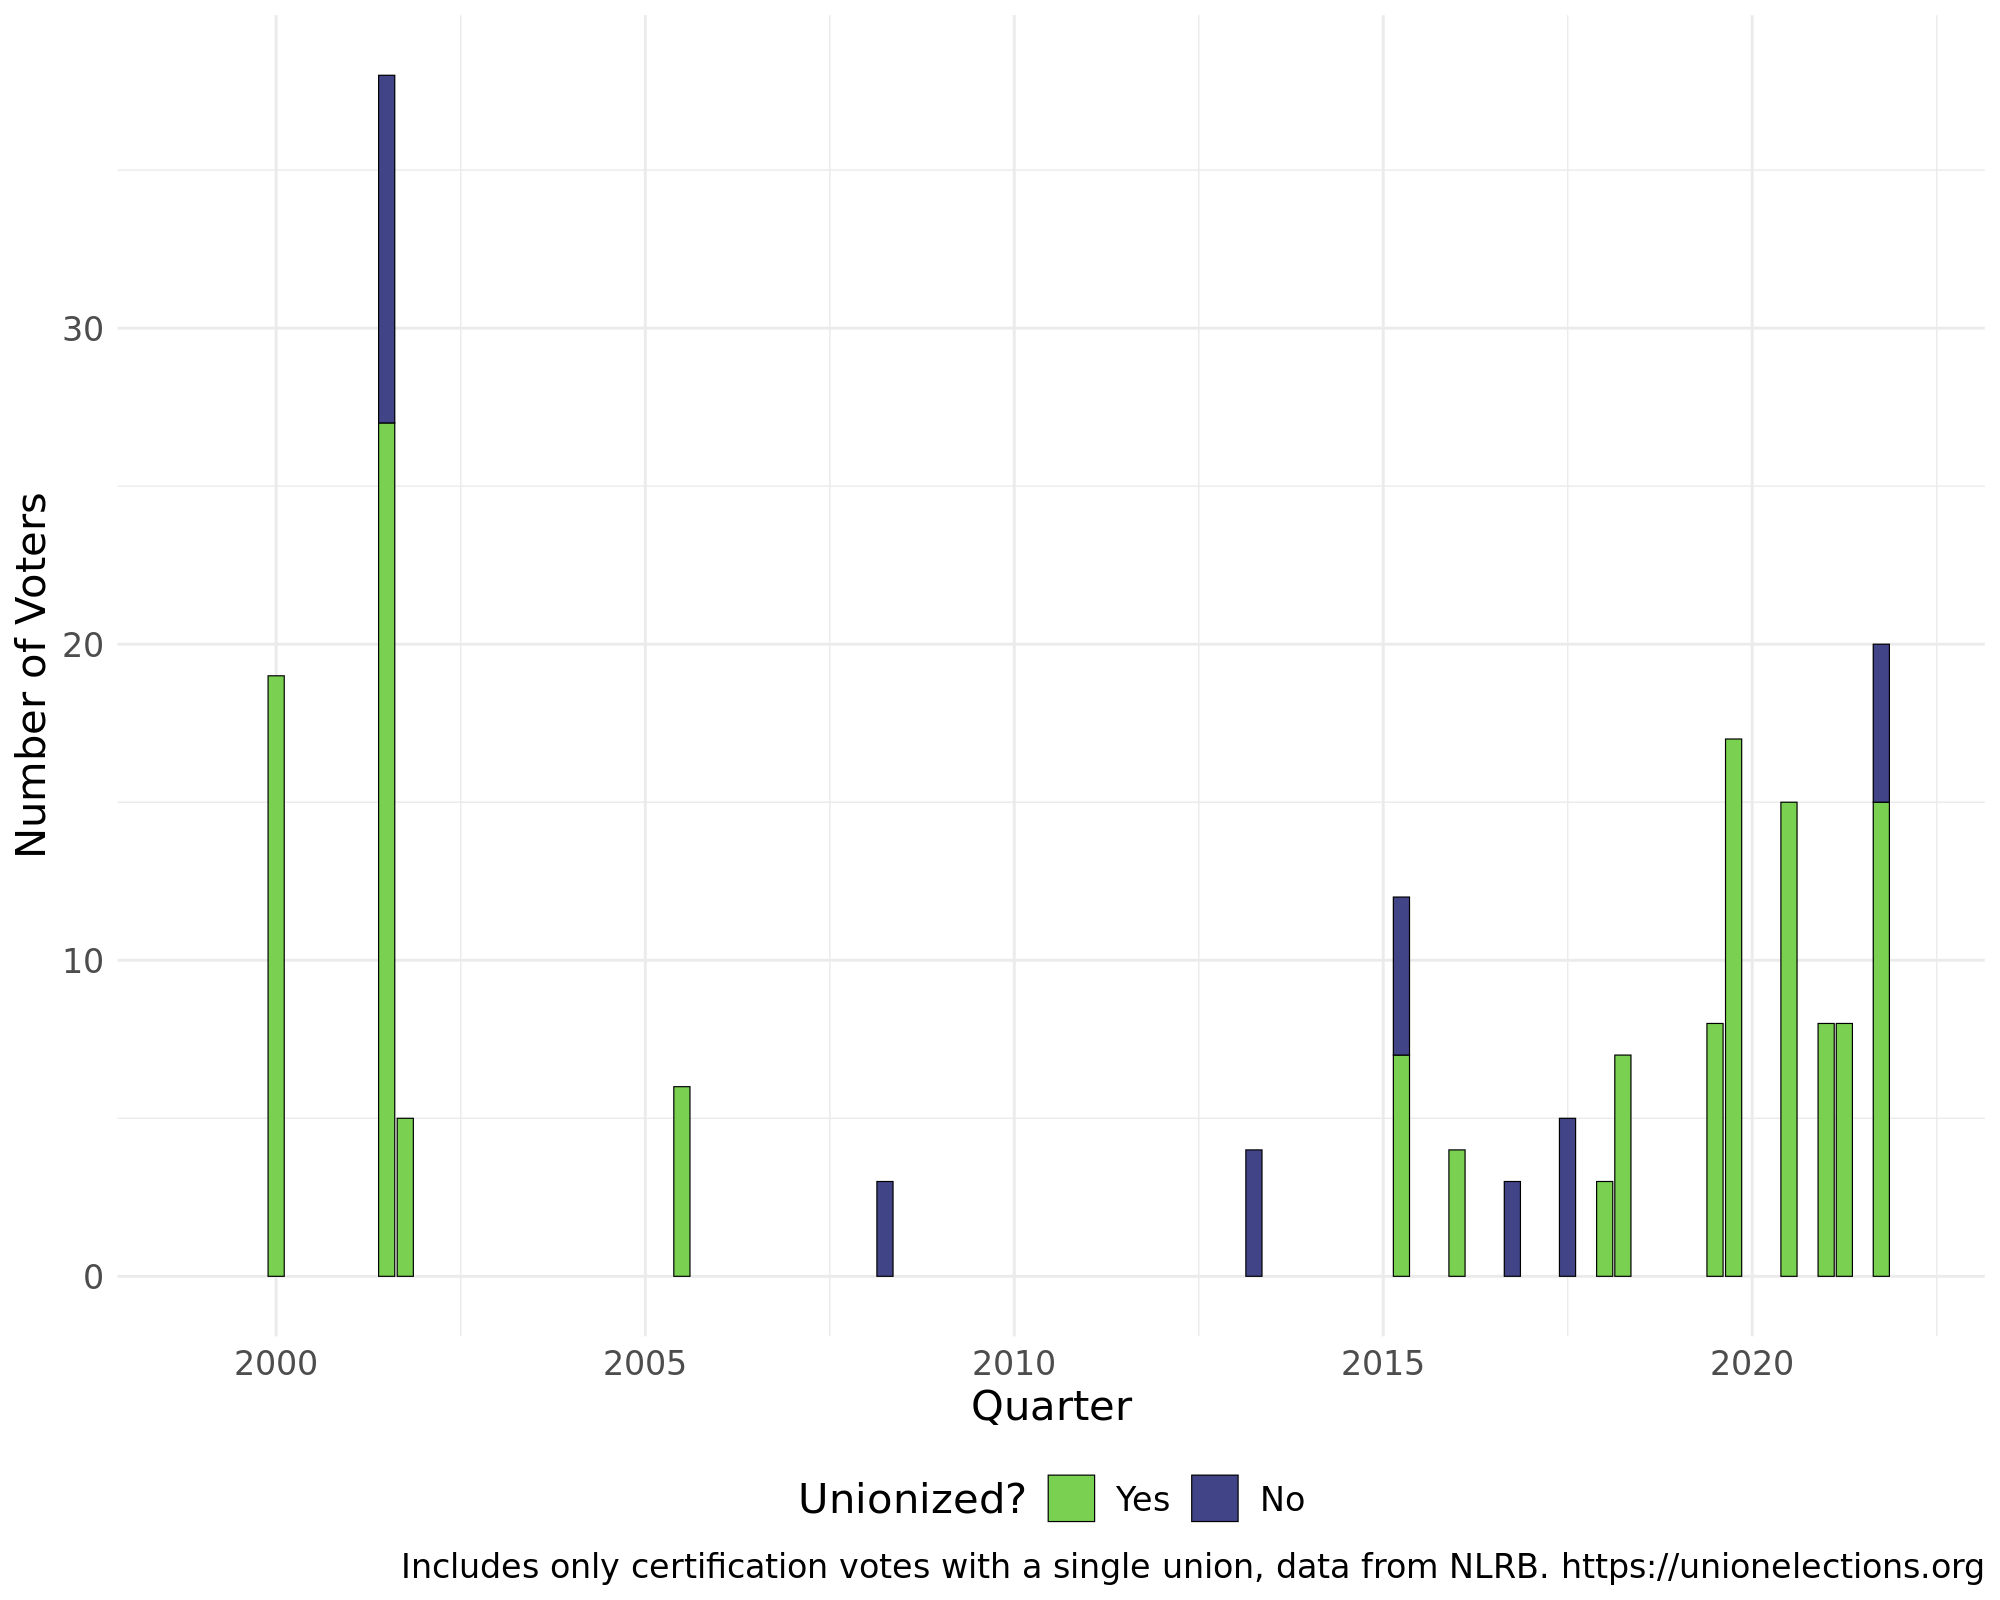 Number of Voters
30
20
10
0
2000 2005 2010 2015 2020
Quarter
Unionized? Yes No
Includes only certification votes with a single union, data from NLRB. https://unionelections.org